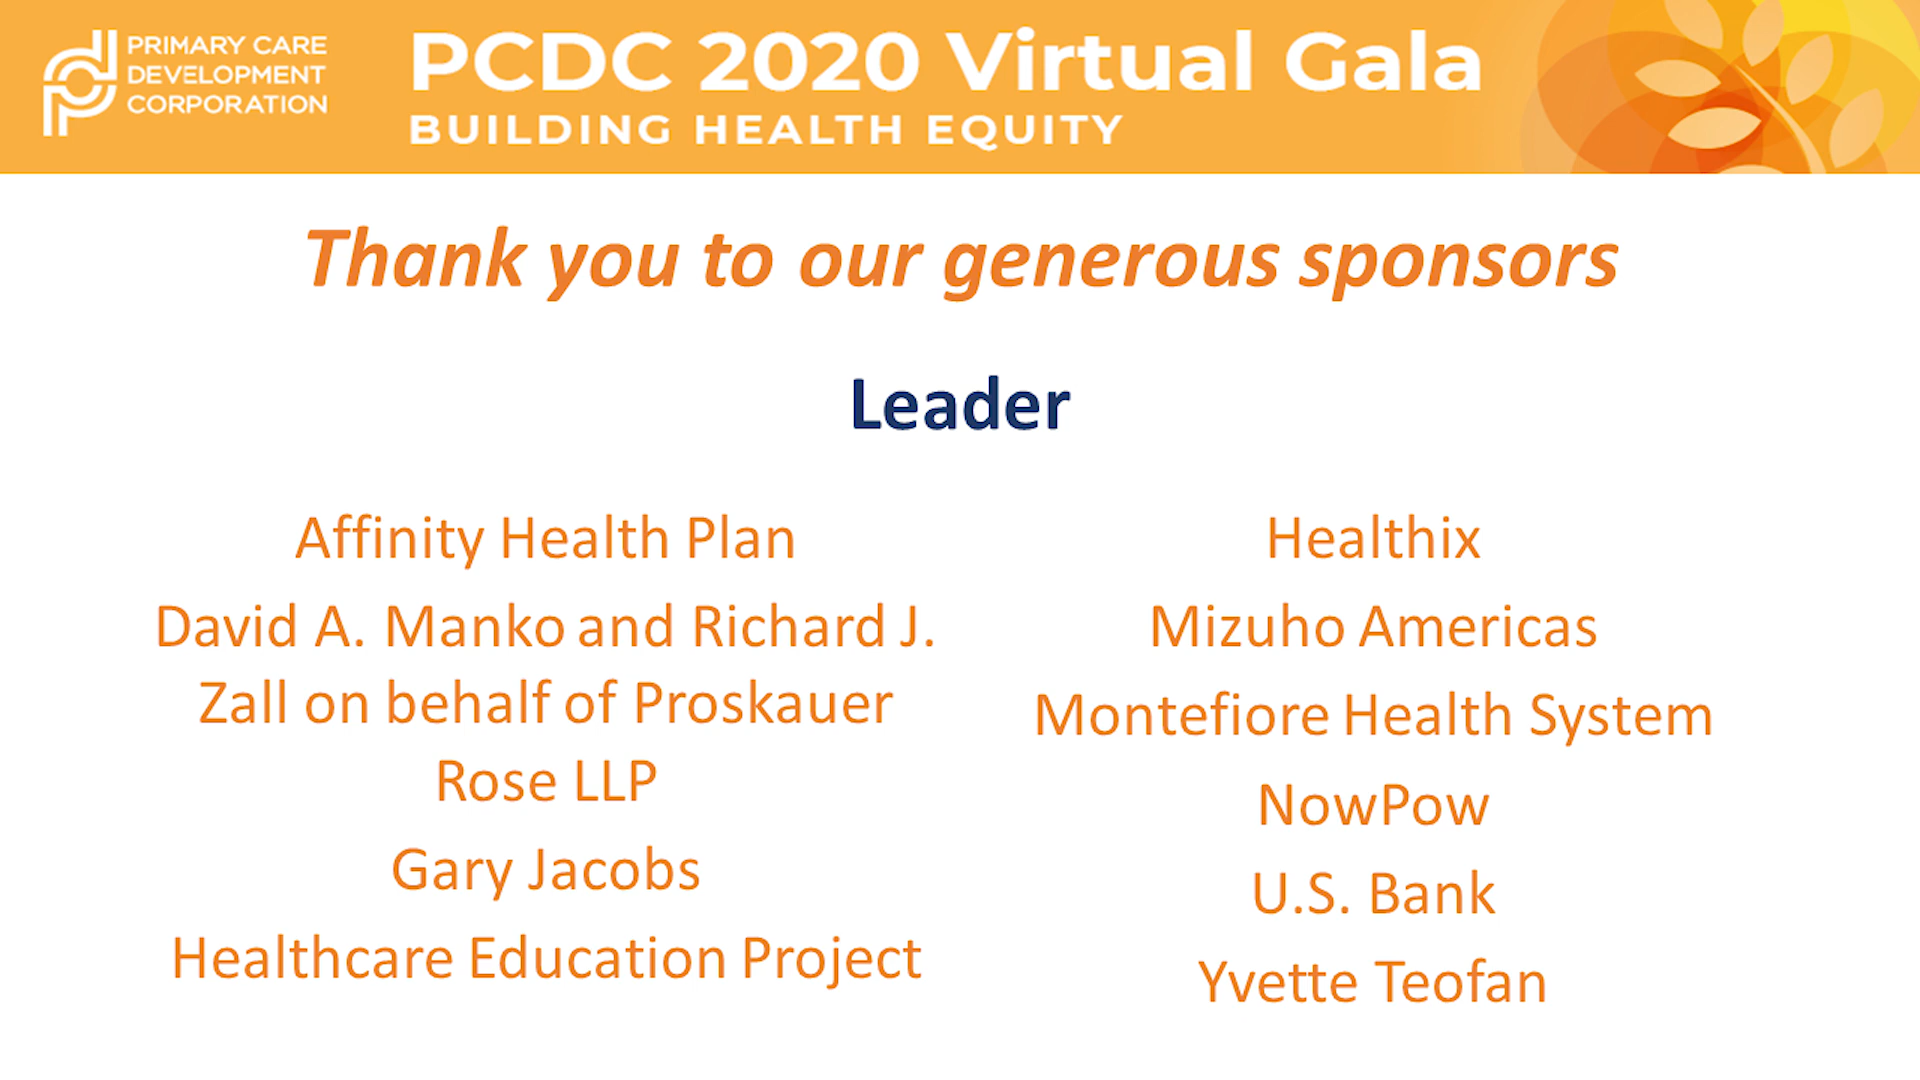 PRIMARY CARE
DEVELOPMENT
CORPORATION
PCDC 2020 Virtual Gala
BUILDING HEALTH EQUITY
Thank you to our generous sponsors
Leader
Affinity Health Plan
David A. Manko and Richard J.
Zall on behalf of Proskauer
Rose LLP
Gary Jacobs
Healthcare Education Project
Healthix
Mizuho Americas
Montefiore Health System
NowPow
U.S. Bank
Yvette Teofan